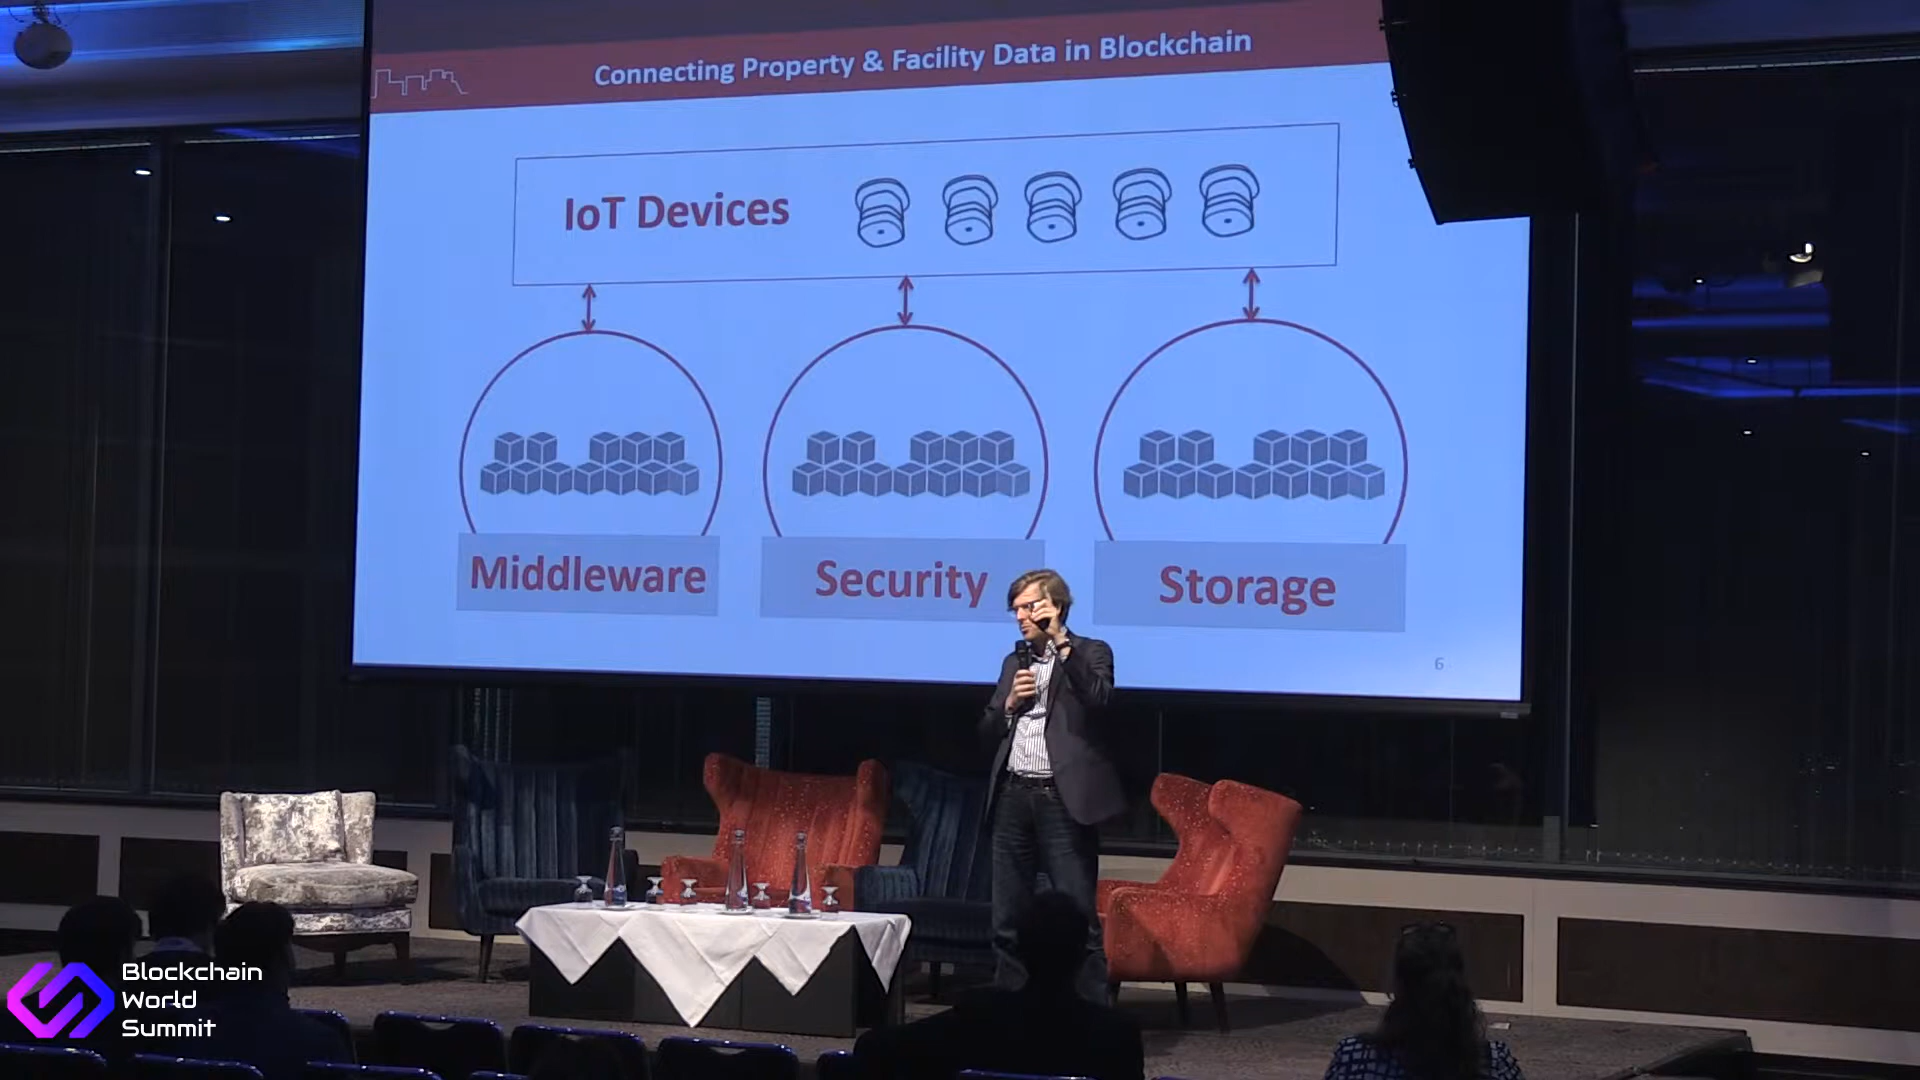 Connecting Property & Facility Data in Blockchain
IoT Devices
Middleware
Security
Storage
6
Blockchain
World
Summit